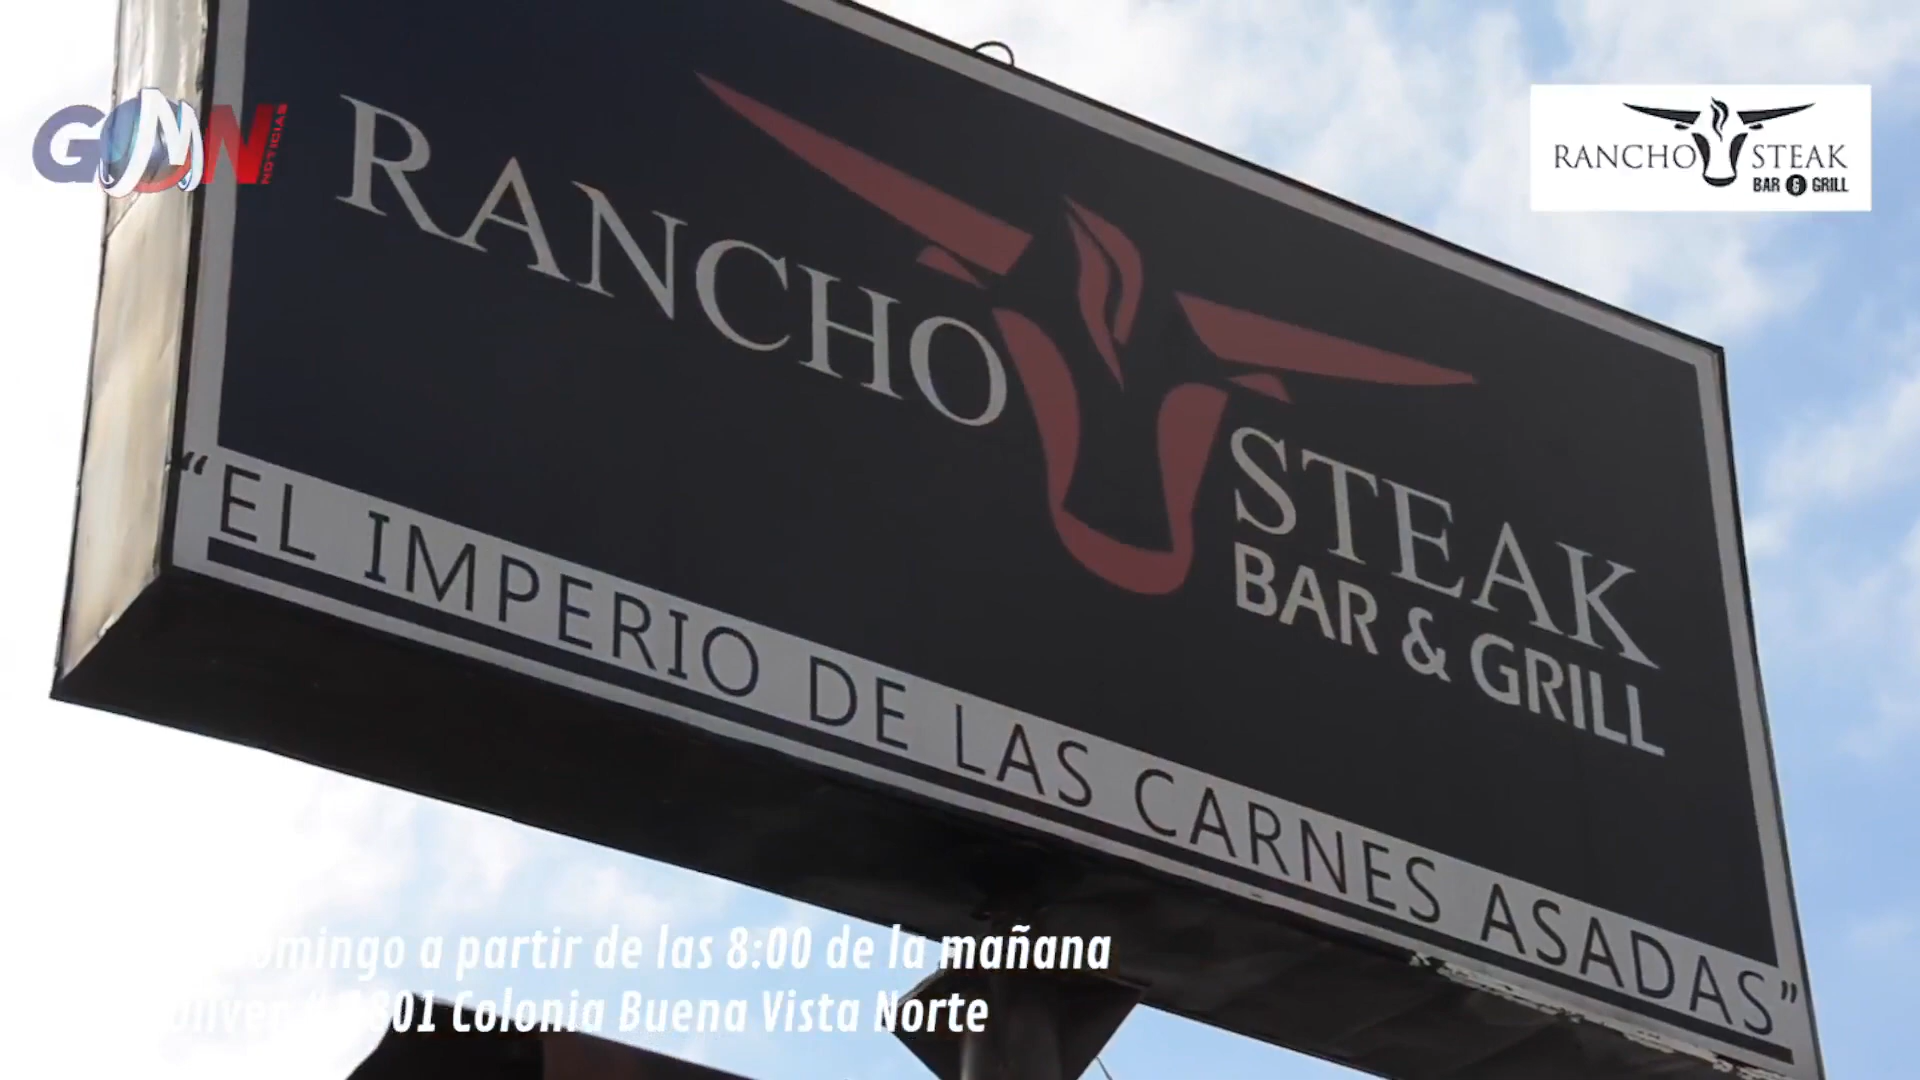 GMN
NOTICIAS
RANCHO STEAK
BAR & GRILL
RANCHO STEAK
BAR & GRILL
“EL IMPERIO DE LAS CARNES ASADAS”
domingo a partir de las 8:00 de la mañana
Colonia Buena Vista Norte